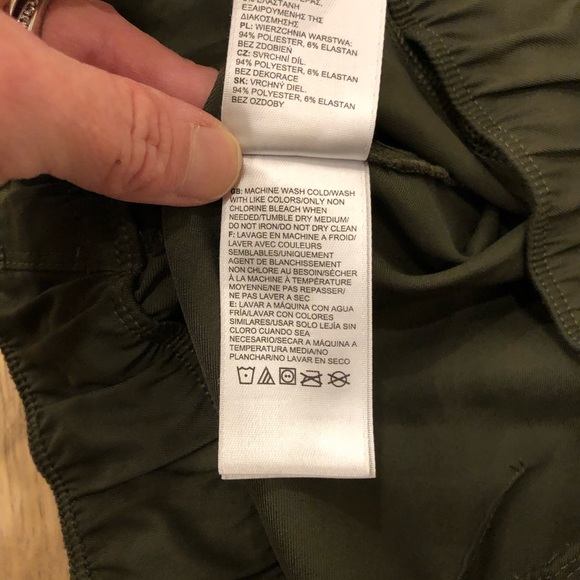 6% ΕΛΑΣΤΑΝΗ
ΕΞΑΙΡΟΥΜΕΝΗΣ ΤΗΣ
ΔΙΑΚΟΣΜΗΣΗΣ
PL: WIERZCHNIA WARSTWA:
94% POLIESTER, 6% ELASTAN
BEZ ZDOBIEŃ
CZ: SVRCHNÍ DÍL.
94% POLYESTER, 6% ELASTAN
BEZ DEKORACE
SK: VRCHNÝ DIEL.
94% POLYESTER, 6% ELASTAN
BEZ OZDOBY
GB: MACHINE WASH COLD/WASH
WITH LIKE COLORS/ONLY NON
CHLORINE BLEACH WHEN
NEEDED/TUMBLE DRY MEDIUM/
DO NOT IRON/DO NOT DRY CLEAN
F: LAVAGE EN MACHINE A FROID/
LAVER AVEC COULEURS
SEMBLABLES/UNIQUEMENT
AGENT DE BLANCHISSEMENT
NON CHLORE AU BESOIN/SÉCHER
À LA MACHINE À TEMPÉRATURE
MOYENNE/NE PAS REPASSER/
NE PAS LAVER A SEC
E: LAVAR A MÁQUINA CON AGUA
FRÍA/LAVAR CON COLORES
SIMILARES/USAR SOLO LEJÍA SIN
CLORO CUANDO SEA
NECESARIO/SECAR A MÁQUINA A
TEMPERATURA MEDIA/NO
PLANCHAR/NO LAVAR EN SECO